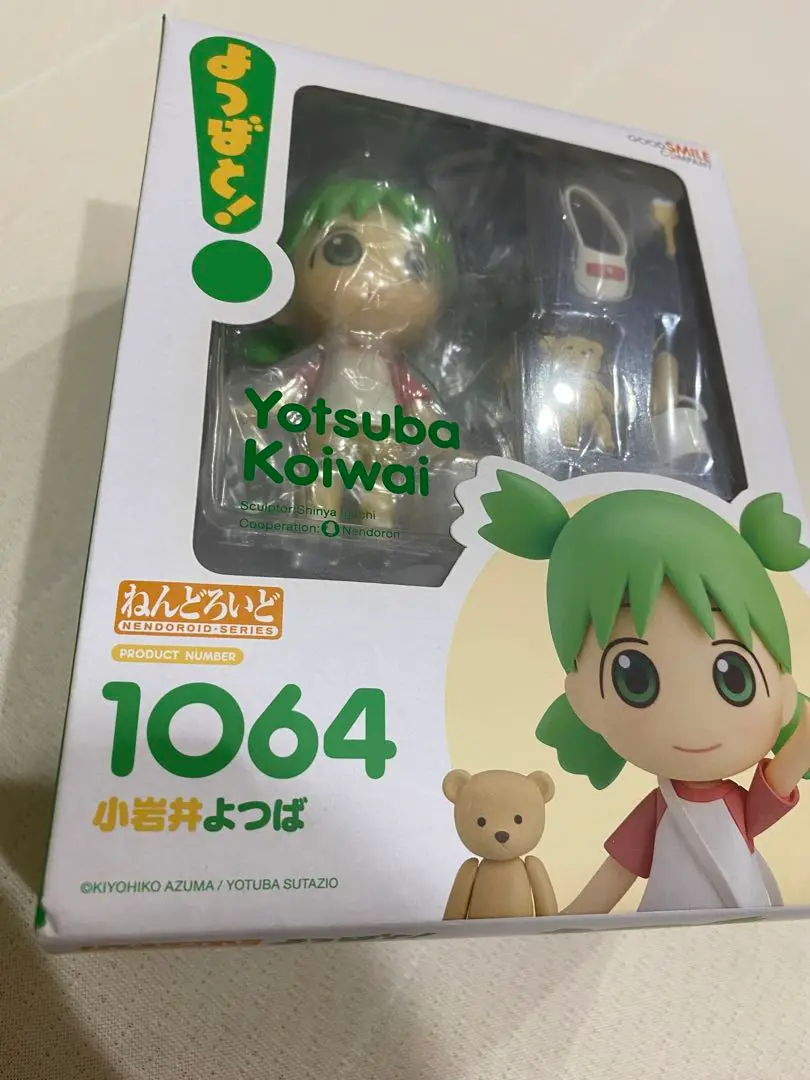 よつばと!
GOOD SMILE
COMPANY
Yotsuba
Koiwai
Sculptor:Shinya
Cooperation: Nendoron
ねんどろいど
NENDOROID·SERIES
PRODUCT NUMBER
1064
小岩井よつば
©KIYOHIKO AZUMA / YOTUBA SUTAZIO